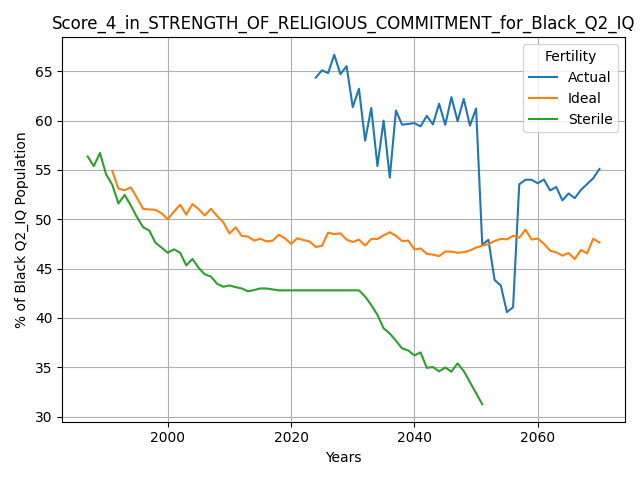 Score_4_in_STRENGTH_OF_RELIGIOUS_COMMITMENT_for_Black_Q2_IQ
Fertility
Actual
Ideal
Sterile
% of Black Q2_IQ Population
65
60
55
50
45
40
35
30
2000
2020
2040
2060
Years